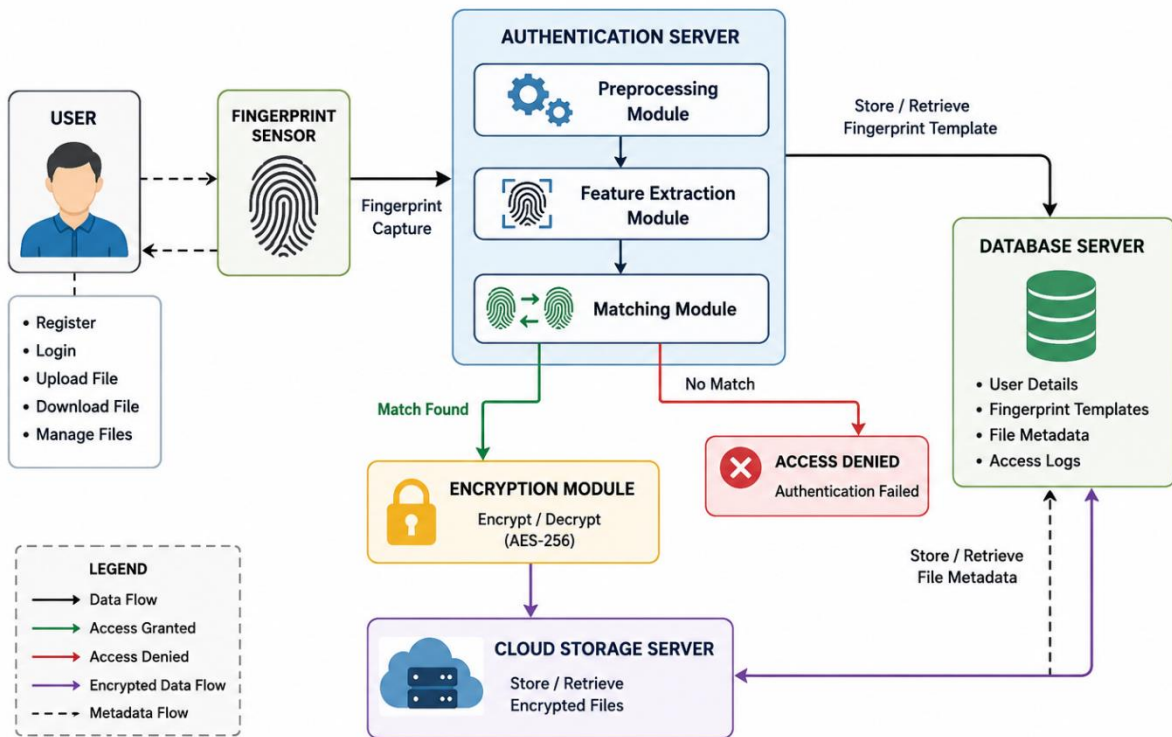 AUTHENTICATION SERVER
Preprocessing
Module
Feature Extraction
Module
Matching Module
USER
FINGERPRINT
SENSOR
Fingerprint
Capture
Store / Retrieve
Fingerprint Template
DATABASE SERVER
• User Details
• Fingerprint Templates
• File Metadata
• Access Logs
• Register
• Login
• Upload File
• Download File
• Manage Files
Match Found
No Match
ACCESS DENIED
Authentication Failed
ENCRYPTION MODULE
Encrypt / Decrypt
(AES-256)
Store / Retrieve
File Metadata
CLOUD STORAGE SERVER
Store / Retrieve
Encrypted Files
LEGEND
Data Flow
Access Granted
Access Denied
Encrypted Data Flow
Metadata Flow